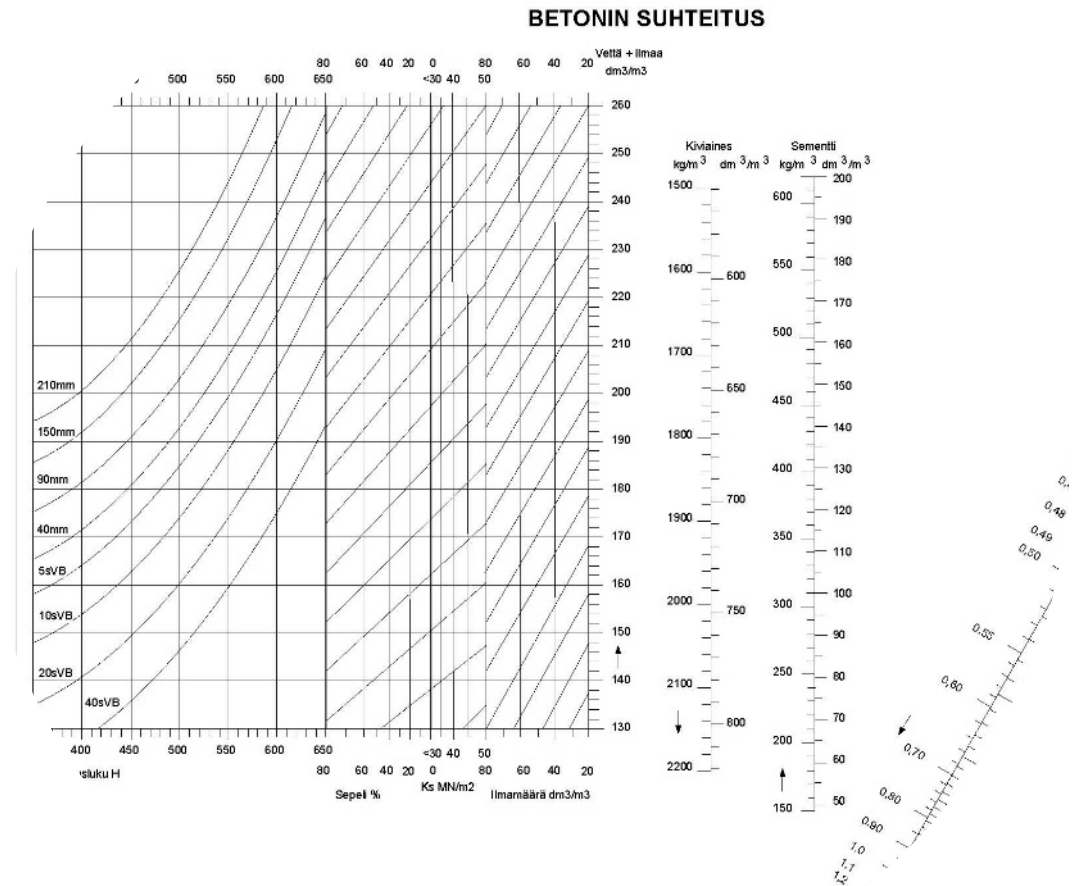 BETONIN SUHTEITUS
Vettä + ilmaa
dm3/m3
80 60 40 20 0 80 60 40 20
500 550 600 650 <30 40 50
260
250
240
230
220
210
200
190
180
170
160
150
140
130
210mm
150mm
90mm
40mm
5sVB
10sVB
20sVB
40sVB
400 450 500 550 600 650 <30 40 50
80 60 40 20 0 80 60 40 20
sluku H
Sepeli %
Ks MN/m2
Ilmamäärä dm3/m3
Kiviaines
kg/m3 dm3/m3
1500
1600
1700
1800
1900
2000
2100
2200
600
650
700
750
800
Sementti
kg/m3 dm3/m3
600
550
500
450
400
350
300
250
200
150
200
190
180
170
160
150
140
130
120
110
100
90
80
70
60
50
0,48
0,49
0,50
0,55
0,60
0,70
0,80
0,90
1,0
1,1
1,2